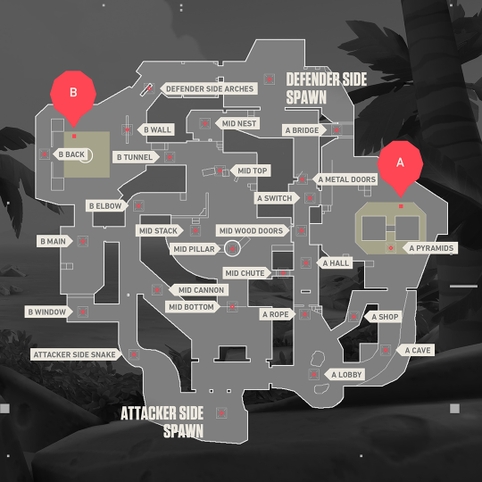 B
DEFENDER SIDE
SPAWN
DEFENDER SIDE ARCHES
B WALL
MID NEST
A BRIDGE
A
B BACK
B TUNNEL
MID TOP
A METAL DOORS
A SWITCH
B ELBOW
MID STACK
MID WOOD DOORS
B MAIN
MID PILLAR
A PYRAMIDS
MID CHUTE
A HALL
MID CANNON
B WINDOW
MID BOTTOM
A ROPE
A SHOP
ATTACKER SIDE SNAKE
A CAVE
A LOBBY
ATTACKER SIDE
SPAWN